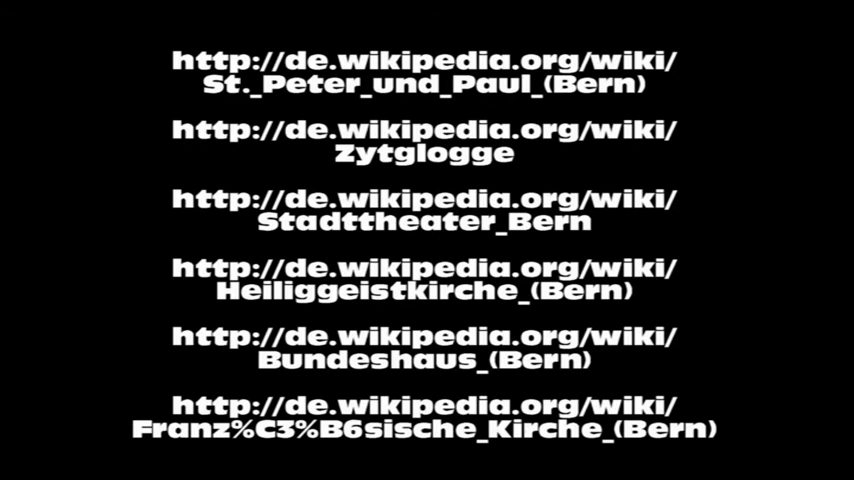 http://de.wikipedia.org/wiki/
St._Peter_und_Paul_(Bern)
http://de.wikipedia.org/wiki/
Zytglogge
http://de.wikipedia.org/wiki/
Stadttheater_Bern
http://de.wikipedia.org/wiki/
Heiliggeistkirche_(Bern)
http://de.wikipedia.org/wiki/
Bundeshaus_(Bern)
http://de.wikipedia.org/wiki/
Franz%C3%B6sische_Kirche_(Bern)